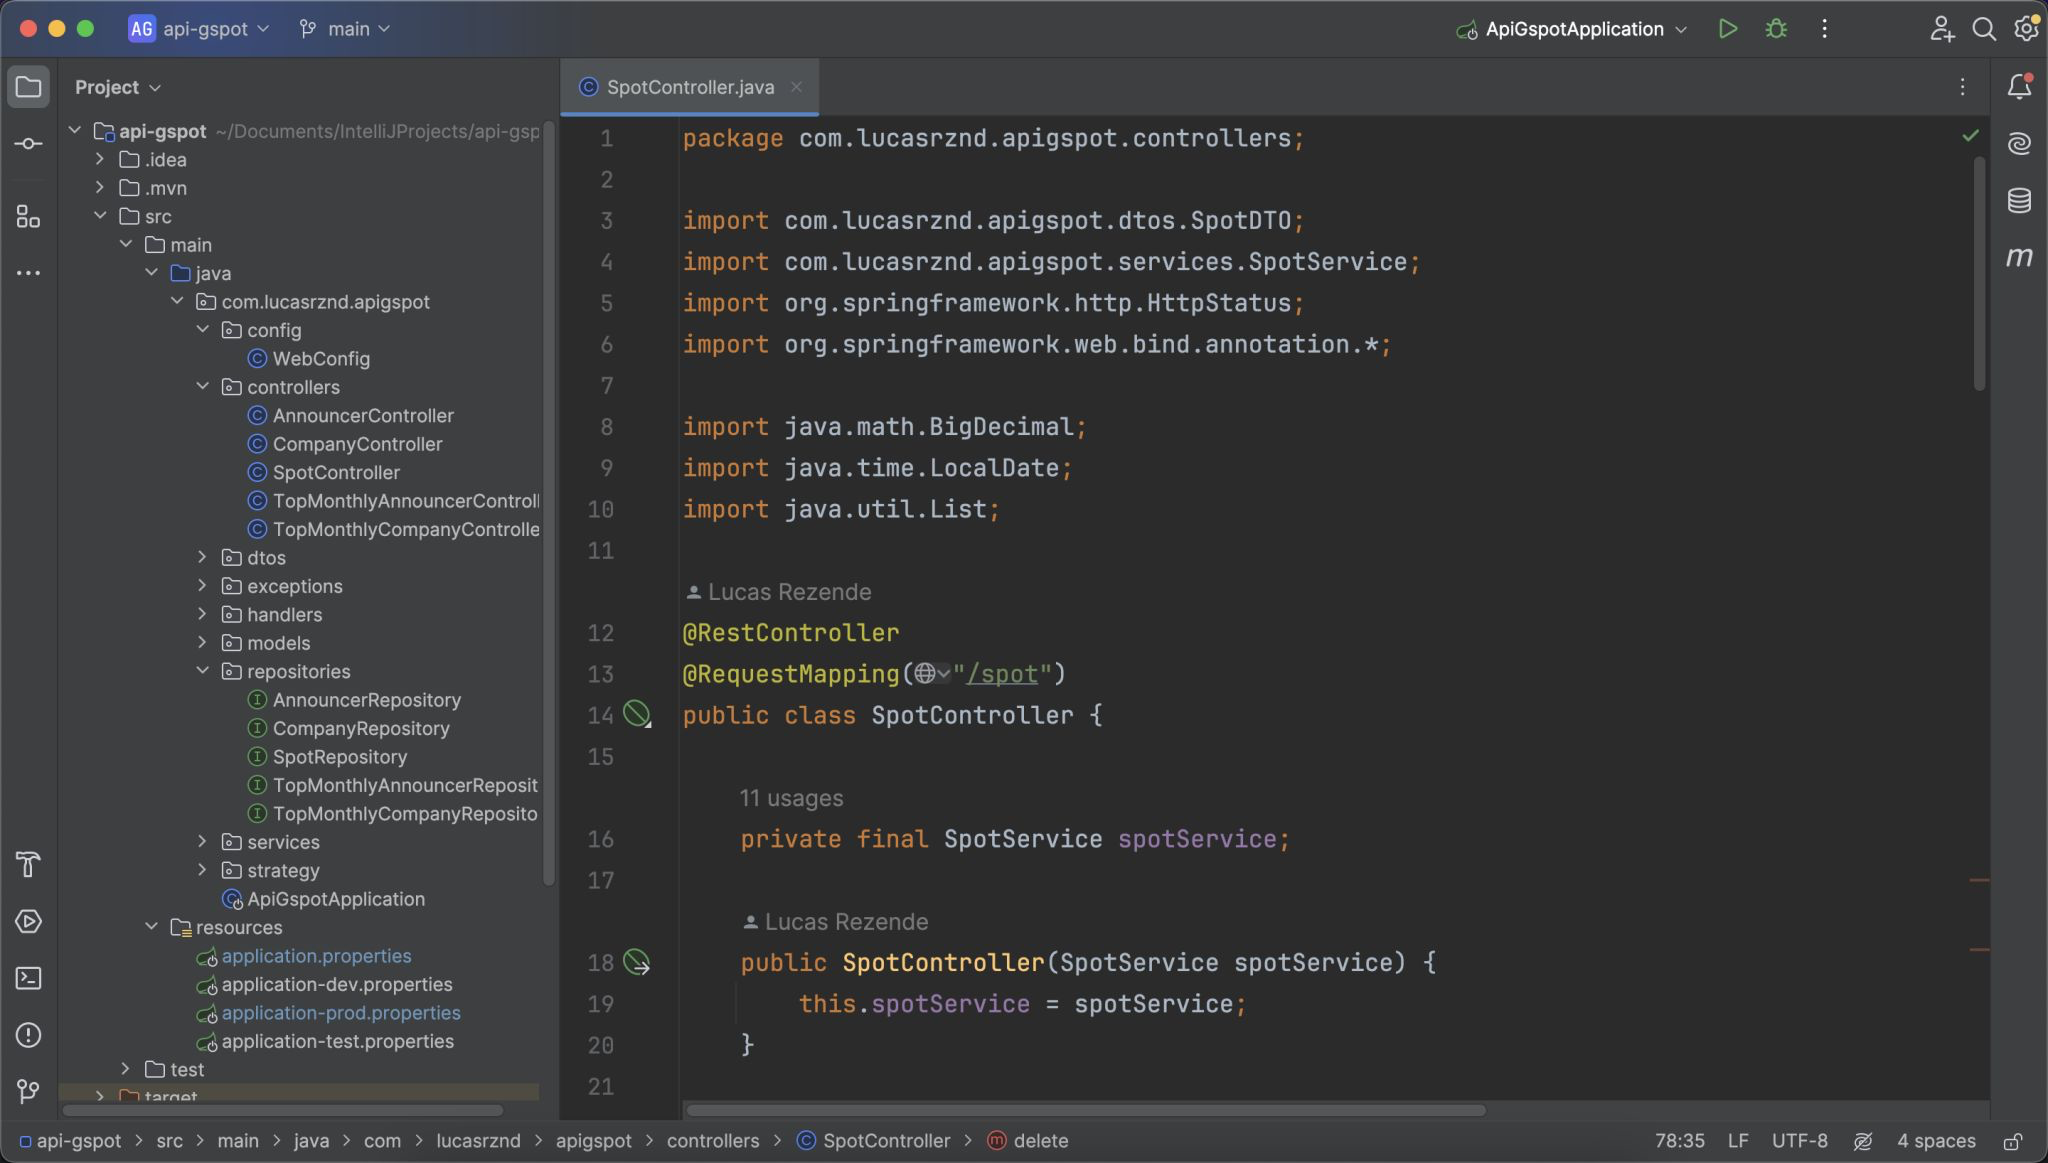 AG api-gspot main
ApiGspotApplication
Project
SpotController.java
api-gspot ~/Documents/IntelliJProjects/api-gsp
.idea
.mvn
src
main
java
com.lucasrznd.apigspot
config
WebConfig
controllers
AnnouncerController
CompanyController
SpotController
TopMonthlyAnnouncerControll
TopMonthlyCompanyControlle
dtos
exceptions
handlers
models
repositories
AnnouncerRepository
CompanyRepository
SpotRepository
TopMonthlyAnnouncerReposit
TopMonthlyCompanyReposito
services
strategy
ApiGspotApplication
resources
application.properties
application-dev.properties
application-prod.properties
application-test.properties
test
target
1 package com.lucasrznd.apigspot.controllers;
2
3 import com.lucasrznd.apigspot.dtos.SpotDTO;
4 import com.lucasrznd.apigspot.services.SpotService;
5 import org.springframework.http.HttpStatus;
6 import org.springframework.web.bind.annotation.*;
7
8 import java.math.BigDecimal;
9 import java.time.LocalDate;
10 import java.util.List;
11
Lucas Rezende
12 @RestController
13 @RequestMapping("/spot")
14 public class SpotController {
15
11 usages
16 private final SpotService spotService;
17
Lucas Rezende
18 public SpotController(SpotService spotService) {
19 this.spotService = spotService;
20 }
21
m
api-gspot > src > main > java > com > lucasrznd > apigspot > controllers > SpotController > delete
78:35 LF UTF-8 4 spaces